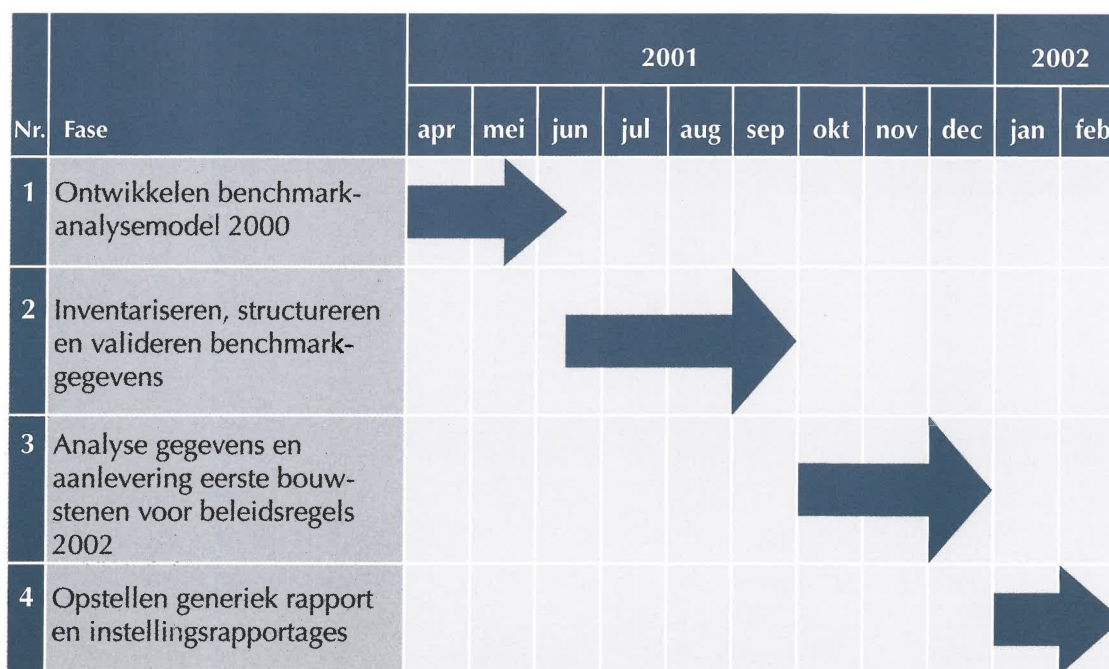 2001 2002
Nr. Fase apr mei jun jul aug sep okt nov dec jan feb
1 Ontwikkelen benchmark-
analysemodel 2000
2 Inventariseren, structureren
en valideren benchmark-
gegevens
3 Analyse gegevens en
aanlevering eerste bouw-
stenen voor beleidsregels
2002
4 Opstellen generiek rapport
en instellingsrapportages